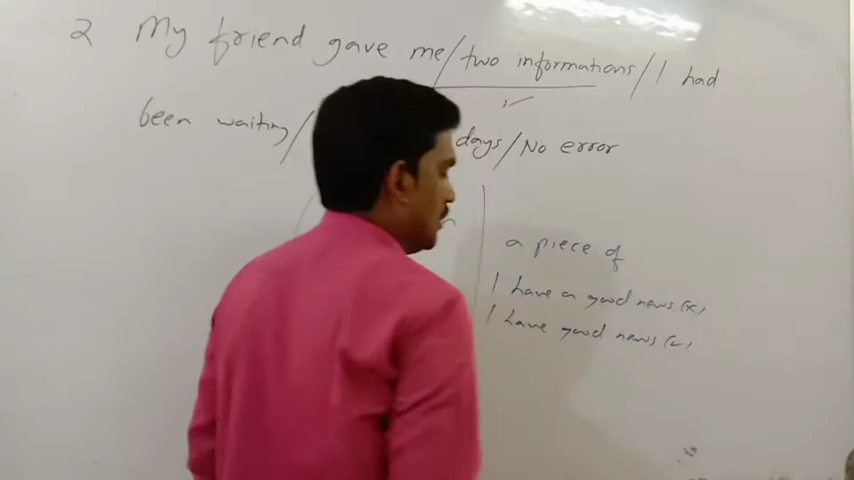 2 My friend gave me/two informations/I had
been waiting/ days/No error
a piece of
I have a good news (x)
I have good news (✓)